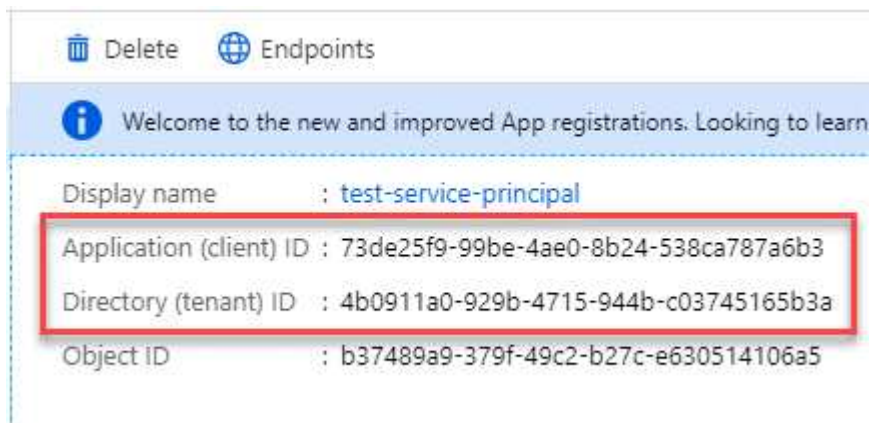 Delete Endpoints
Welcome to the new and improved App registrations. Looking to learn
Display name : test-service-principal
Application (client) ID : 73de25f9-99be-4ae0-8b24-538ca787a6b3
Directory (tenant) ID : 4b0911a0-929b-4715-944b-c03745165b3a
Object ID : b37489a9-379f-49c2-b27c-e630514106a5